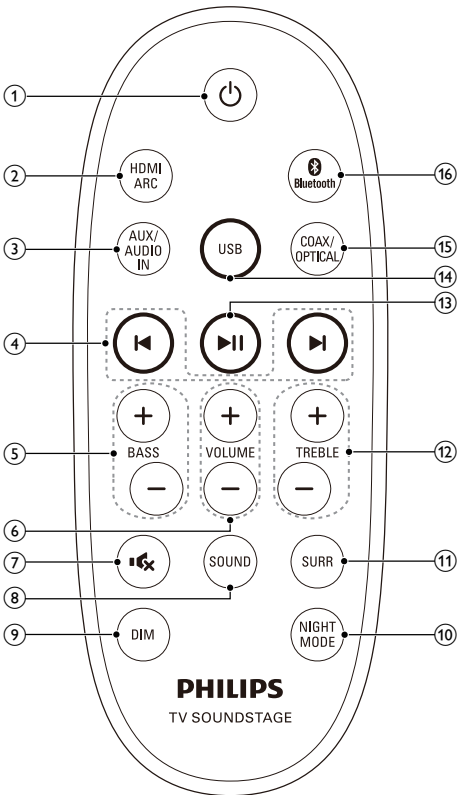 1
2
HDMI
ARC
Bluetooth
16
3
AUX/
AUDIO
IN
USB
COAX/
OPTICAL
15
14
13
4
5
BASS
VOLUME
TREBLE
12
6
7
SOUND
SURR
11
8
9
DIM
NIGHT
MODE
10
PHILIPS
TV SOUNDSTAGE